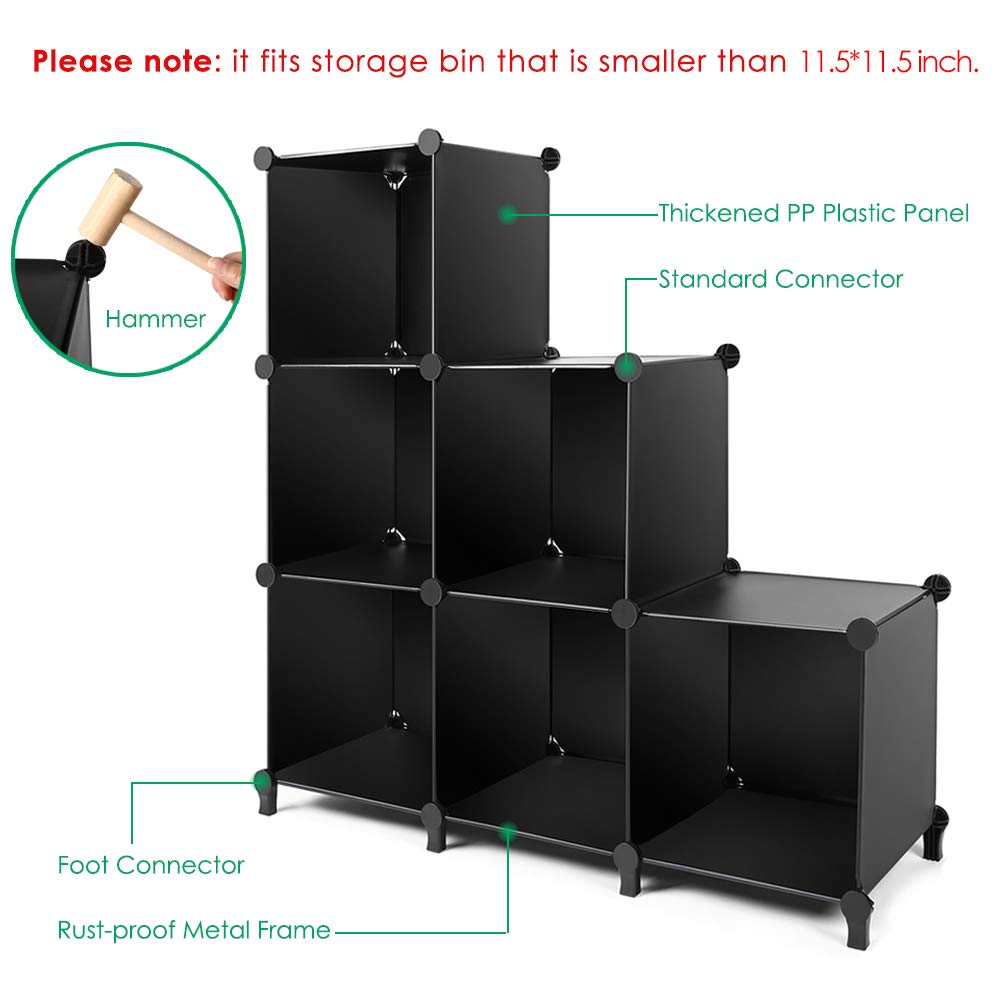 Please note: it fits storage bin that is smaller than 11.5*11.5 inch.
Hammer
Thickened PP Plastic Panel
Standard Connector
Foot Connector
Rust-proof Metal Frame